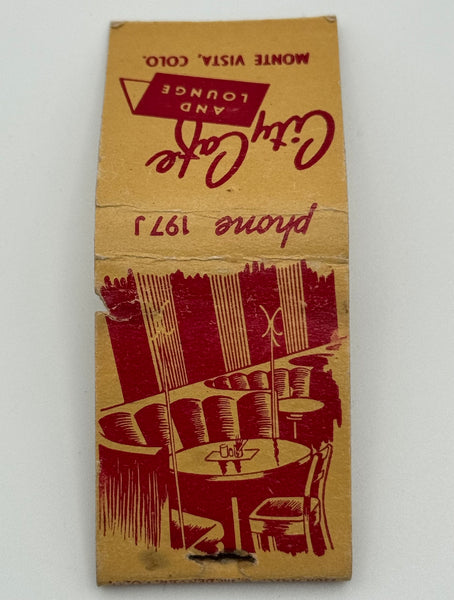 phone 197J
City Cafe
AND
LOUNGE
MONTE VISTA, COLO.